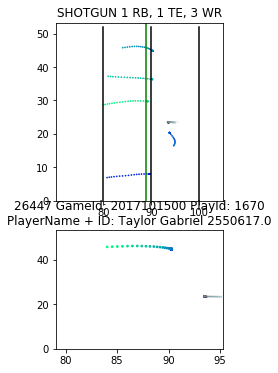 SHOTGUN 1 RB, 1 TE, 3 WR
50
40
30
20
10
0
80 90 100
26447 GameId: 2017101500 PlayId: 1670
PlayerName + ID: Taylor Gabriel 2550617.0
40
20
0
80 85 90 95